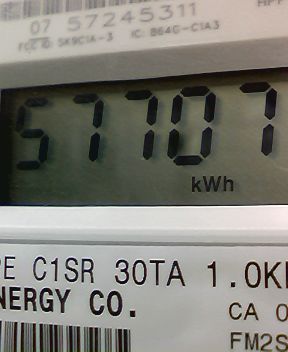 07 57245311
FCC ID: SK9C1A-3 IC: 864G-C1A3
57707
kWh
PE C1SR 30TA 1.0K
NERGY CO.
CA 0
FM2S